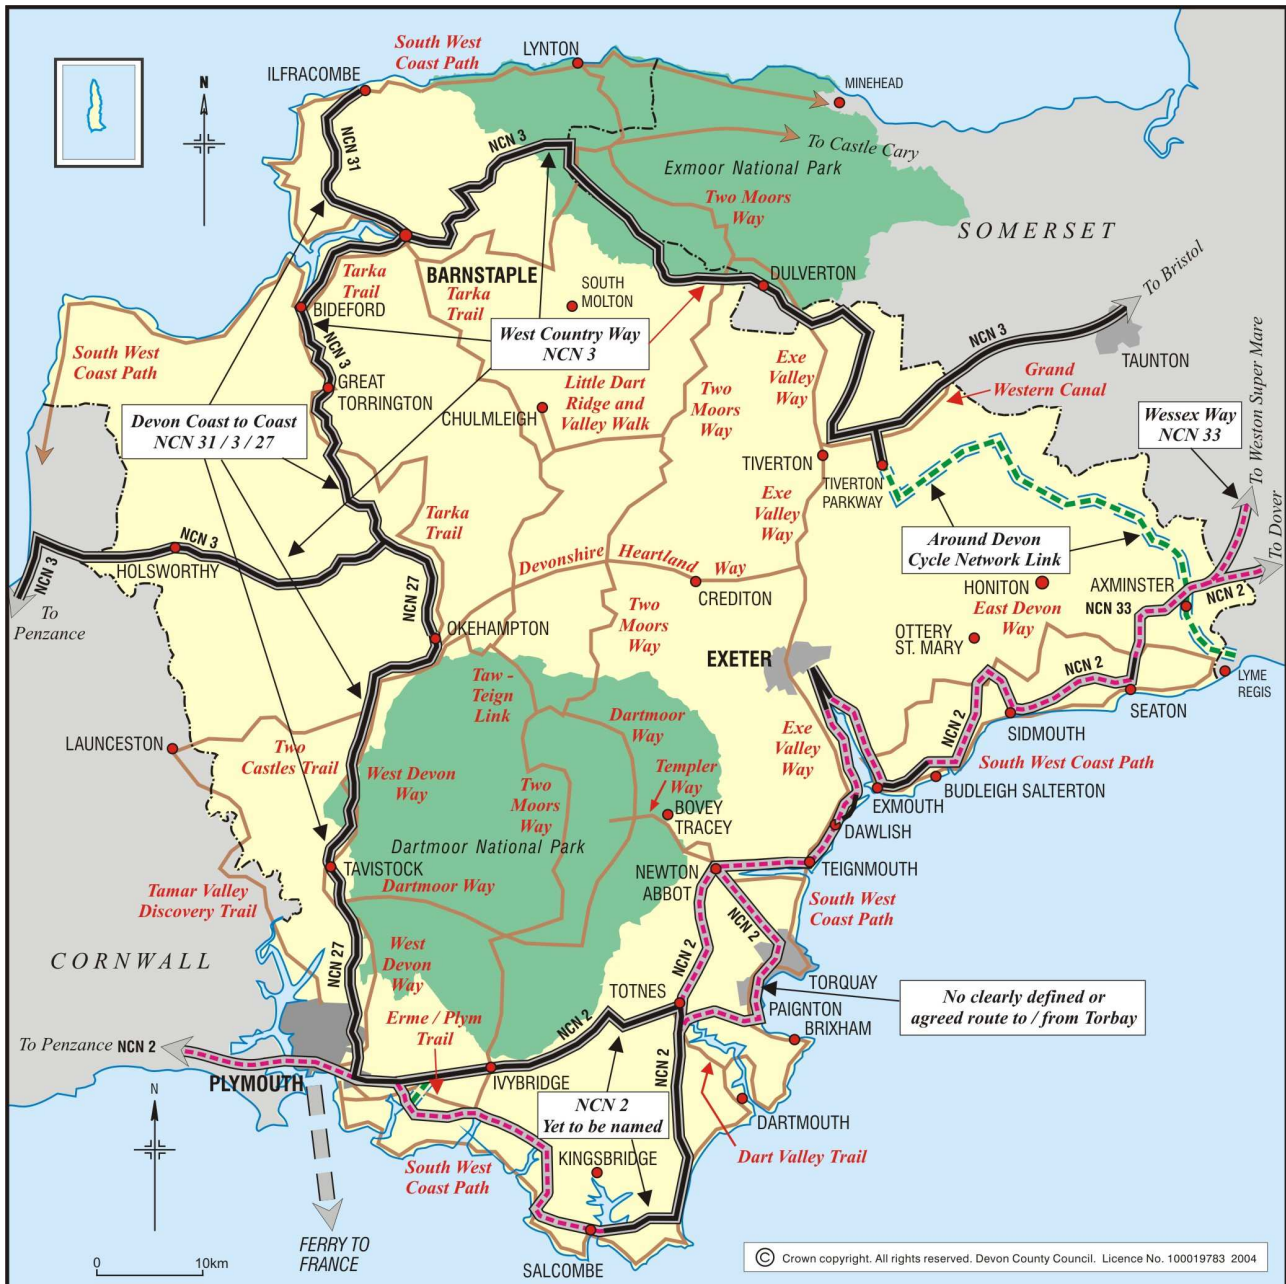 South West
Coast Path
LYNTON
ILFRACOMBE
MINEHEAD
N
NCN 31
NCN 3
To Castle Cary
Exmoor National Park
Two Moors
Way
SOMERSET
BARNSTAPLE
Tarka
Trail
Tarka
Trail
SOUTH
MOLTON
DULVERTON
To Bristol
BIDEFORD
West Country Way
NCN 3
NCN 3
TAUNTON
South West
Coast Path
NCN 3
GREAT
TORRINGTON
Little Dart
Ridge and
Valley Walk
Two
Moors
Way
Exe
Valley
Way
Grand
Western Canal
To Weston Super Mare
Devon Coast to Coast
NCN 31 / 3 / 27
CHULMLEIGH
Wessex Way
NCN 33
TIVERTON
TIVERTON
PARKWAY
Tarka
Trail
Exe
Valley
Way
To Dover
NCN 3
HOLSWORTHY
Devonshire
Heartland
Way
Around Devon
Cycle Network Link
NCN 3
NCN 27
CREDITON
HONITON
AXMINSTER
NCN 33
NCN 2
To
Penzance
OKEHAMPTON
Two
Moors
Way
East Devon
Way
OTTERY
ST. MARY
EXETER
Taw -
Teign
Link
NCN 2
LYME
REGIS
SEATON
LAUNCESTON
Two
Castles Trail
Dartmoor
Way
Exe
Valley
Way
NCN 2
SIDMOUTH
South West Coast Path
West Devon
Way
Two
Moors
Way
Templer
Way
BOVEY
TRACEY
EXMOUTH
BUDLEIGH SALTERTON
DAWLISH
Dartmoor National Park
TAVISTOCK
Dartmoor Way
NEWTON
ABBOT
TEIGNMOUTH
Tamar Valley
Discovery Trail
South West
Coast Path
NCN 2
CORNWALL
NCN 27
West
Devon
Way
NCN 2
TORQUAY
TOTNES
PAIGNTON
BRIXHAM
No clearly defined or
agreed route to / from Torbay
Erme / Plym
Trail
NCN 2
To Penzance NCN 2
PLYMOUTH
IVYBRIDGE
NCN 2
N
NCN 2
Yet to be named
DARTMOUTH
South West
Coast Path
KINGSBRIDGE
Dart Valley Trail
FERRY TO
FRANCE
0 10km
SALCOMBE
© Crown copyright. All rights reserved. Devon County Council. Licence No. 100019783 2004